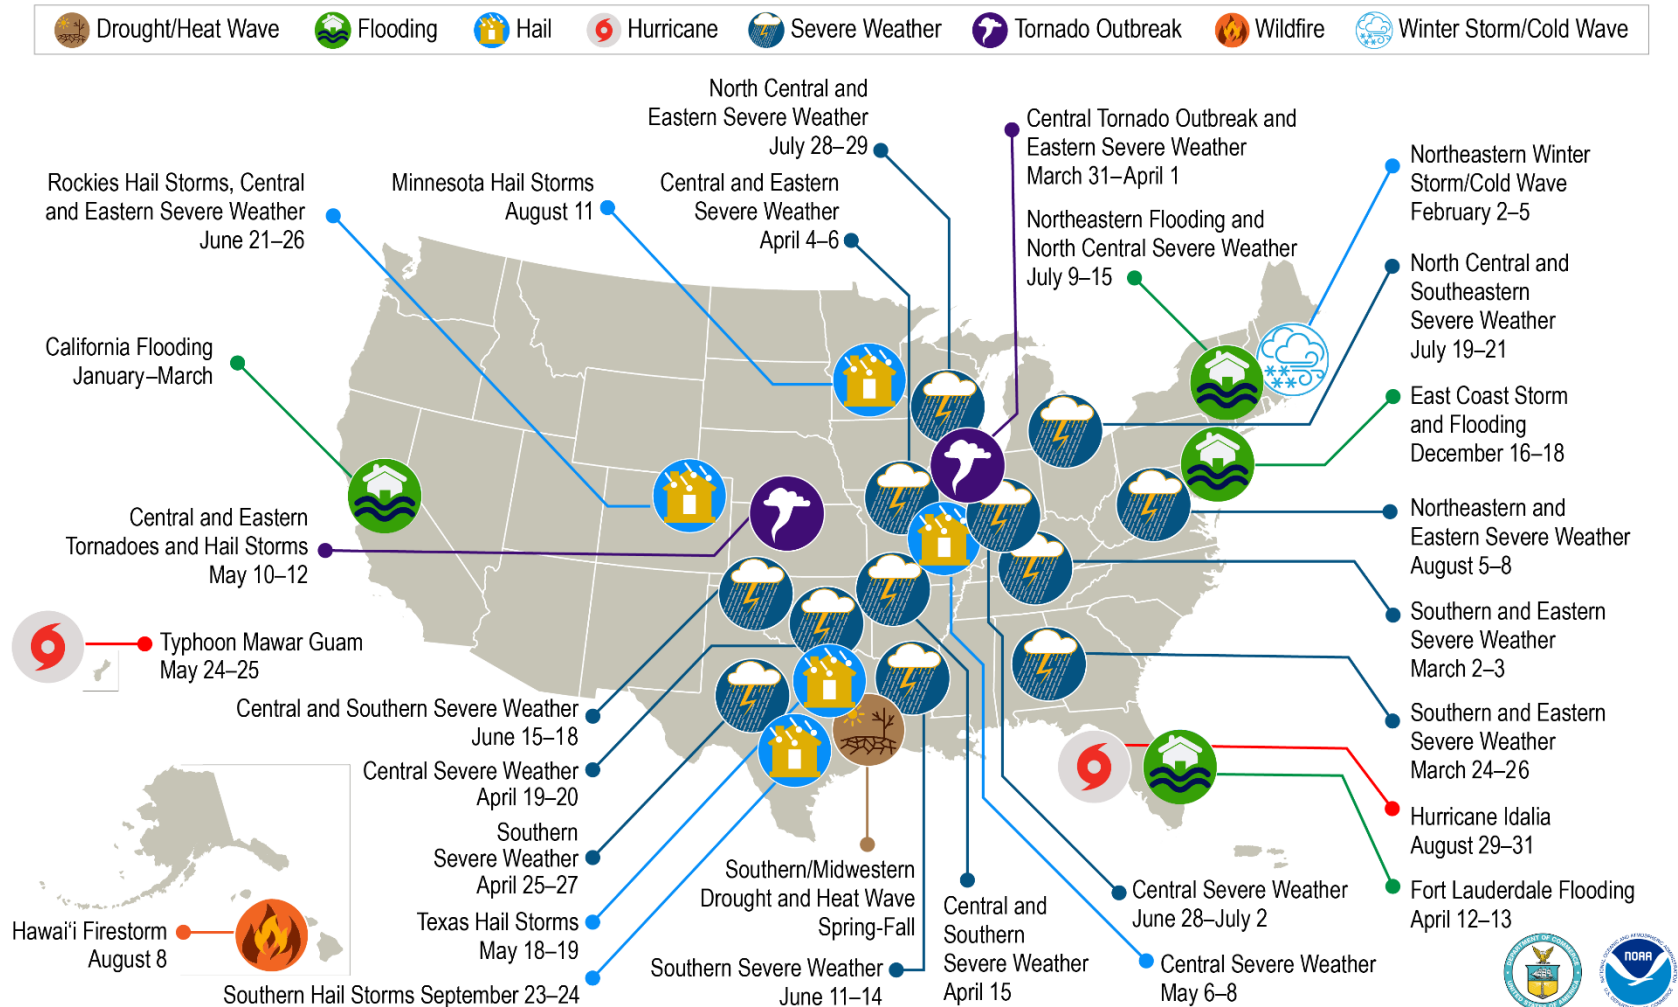 Drought/Heat Wave
Flooding
Hail
Hurricane
Severe Weather
Tornado Outbreak
Wildfire
Winter Storm/Cold Wave
North Central and
Eastern Severe Weather
July 28–29
Central Tornado Outbreak and
Eastern Severe Weather
March 31–April 1
Northeastern Winter
Storm/Cold Wave
February 2–5
Rockies Hail Storms, Central
and Eastern Severe Weather
June 21–26
Minnesota Hail Storms
August 11
Central and Eastern
Severe Weather
April 4–6
Northeastern Flooding and
North Central Severe Weather
July 9–15
North Central and
Southeastern
Severe Weather
July 19–21
California Flooding
January–March
East Coast Storm
and Flooding
December 16–18
Central and Eastern
Tornadoes and Hail Storms
May 10–12
Northeastern and
Eastern Severe Weather
August 5–8
Typhoon Mawar Guam
May 24–25
Southern and Eastern
Severe Weather
March 2–3
Central and Southern Severe Weather
June 15–18
Southern and Eastern
Severe Weather
March 24–26
Central Severe Weather
April 19–20
Hurricane Idalia
August 29–31
Southern
Severe Weather
April 25–27
Southern/Midwestern
Drought and Heat Wave
Spring-Fall
Central and
Southern
Severe Weather
April 15
Central Severe Weather
June 28–July 2
Fort Lauderdale Flooding
April 12–13
Hawaiʻi Firestorm
August 8
Texas Hail Storms
May 18–19
Southern Severe Weather
June 11–14
Central Severe Weather
May 6–8
Southern Hail Storms September 23–24
DEPARTMENT OF COMMERCE
UNITED STATES OF AMERICA
NOAA